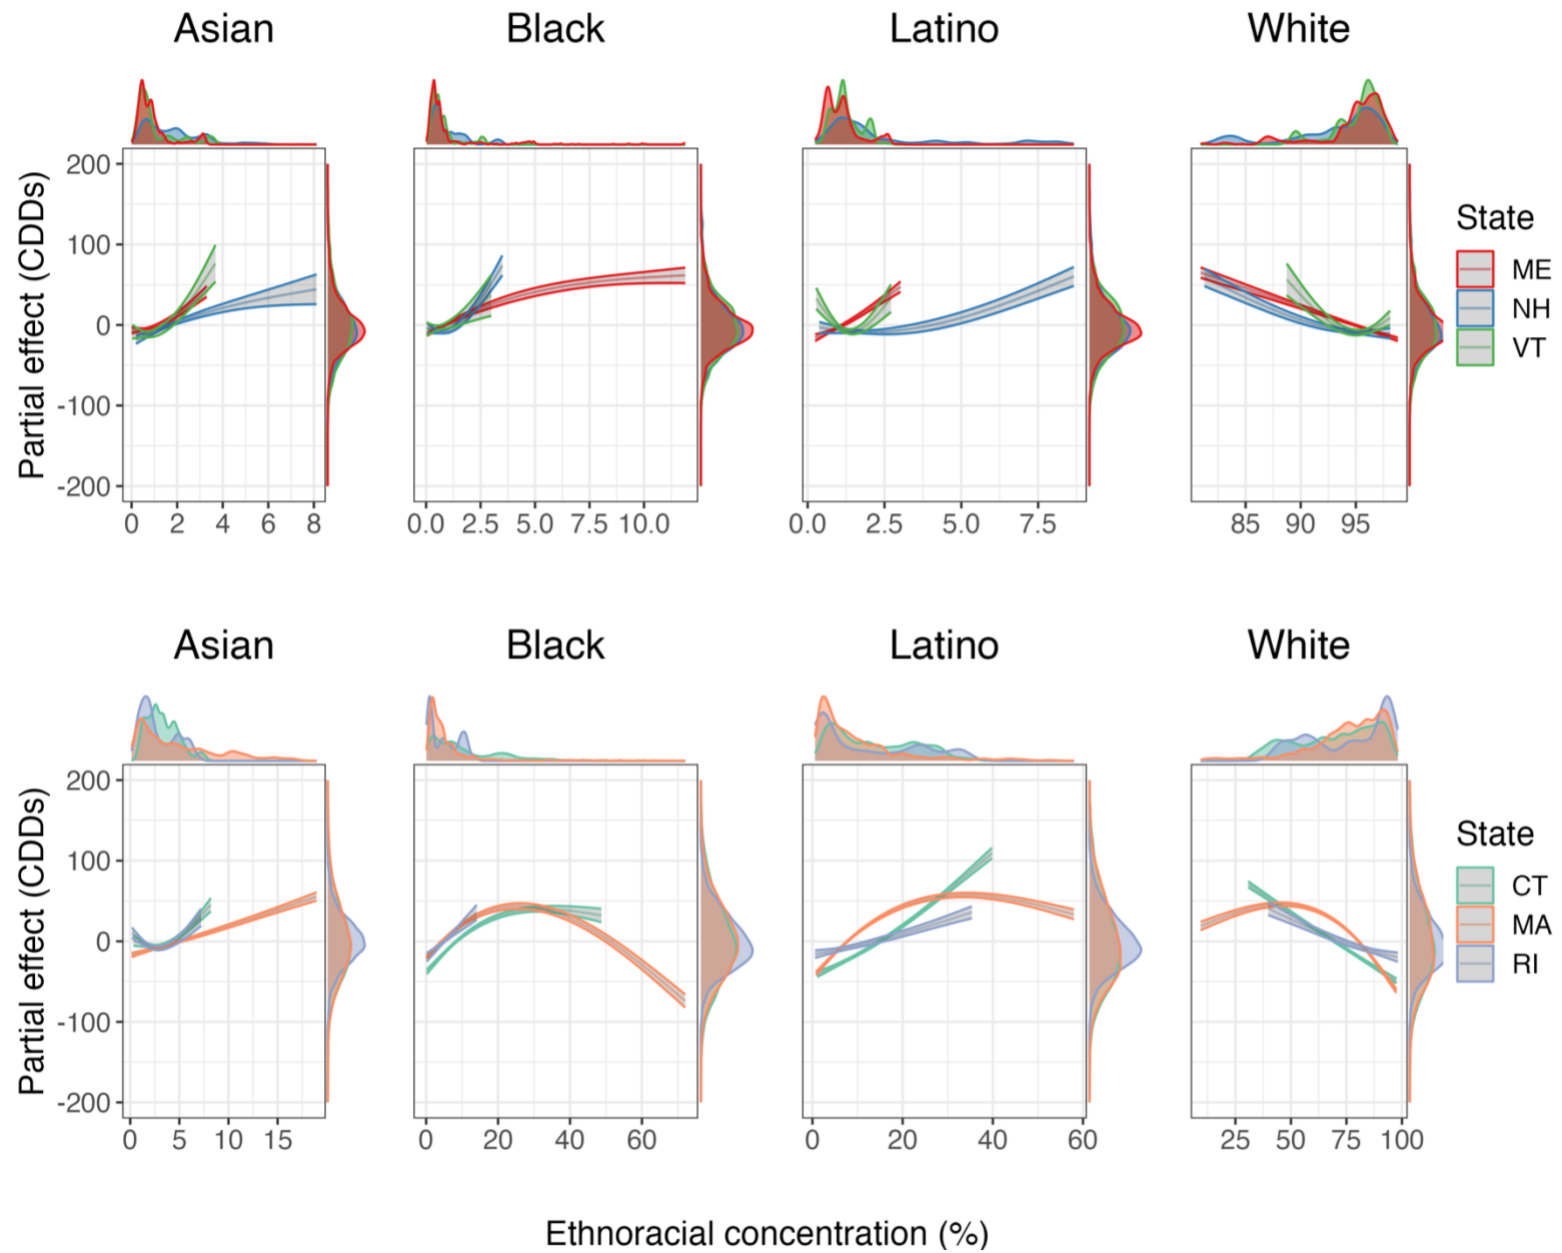 Asian Black Latino White
Partial effect (CDDs)
200
100
0
-100
-200
0 2 4 6 8
0.0 2.5 5.0 7.5 10.0
0.0 2.5 5.0 7.5
85 90 95
State
ME
NH
VT
Asian Black Latino White
Partial effect (CDDs)
200
100
0
-100
-200
0 5 10 15
0 20 40 60
0 20 40 60
25 50 75 100
State
CT
MA
RI
Ethnoracial concentration (%)